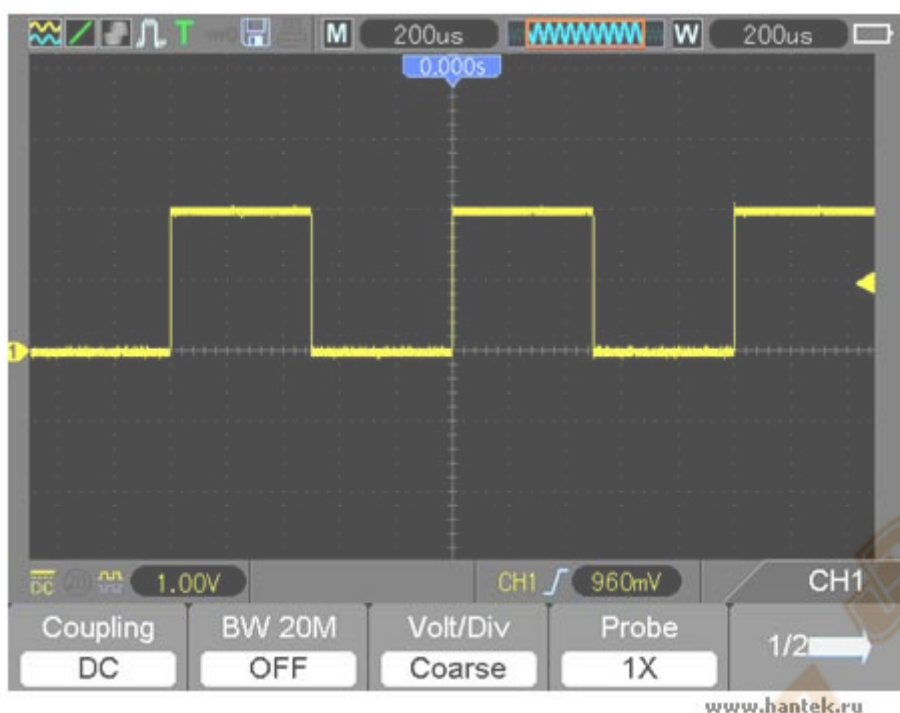 T M 200us W 200us
0.000s
1
DC 1.00V CH1 960mV CH1
Coupling BW 20M Volt/Div Probe 1/2
DC OFF Coarse 1X
www.hantek.ru